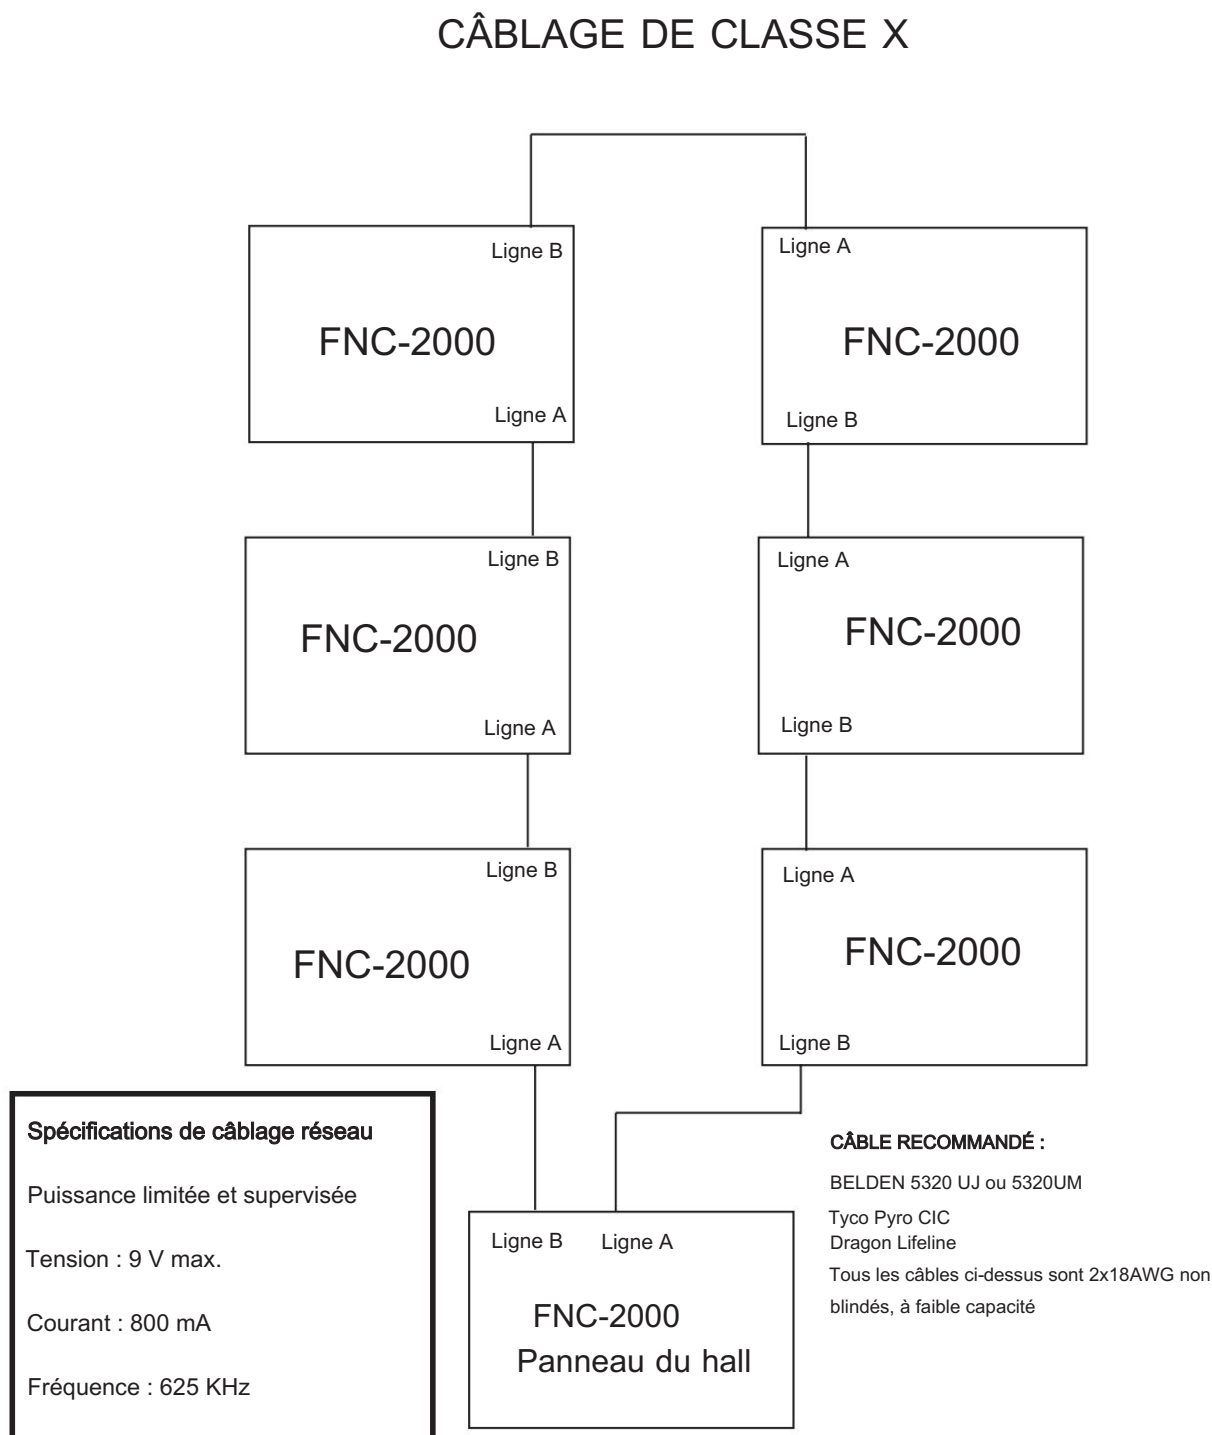 CÂBLAGE DE CLASSE X
Ligne B
FNC-2000
Ligne A
Ligne A
FNC-2000
Ligne B
Ligne B
FNC-2000
Ligne A
Ligne A
FNC-2000
Ligne B
Ligne B
FNC-2000
Ligne A
Ligne A
FNC-2000
Ligne B
Spécifications de câblage réseau
Puissance limitée et supervisée
Tension : 9 V max.
Courant : 800 mA
Fréquence : 625 KHz
Ligne B Ligne A
FNC-2000
Panneau du hall
CÂBLE RECOMMANDÉ :
BELDEN 5320 UJ ou 5320UM
Tyco Pyro CIC
Dragon Lifeline
Tous les câbles ci-dessus sont 2x18AWG non
blindés, à faible capacité